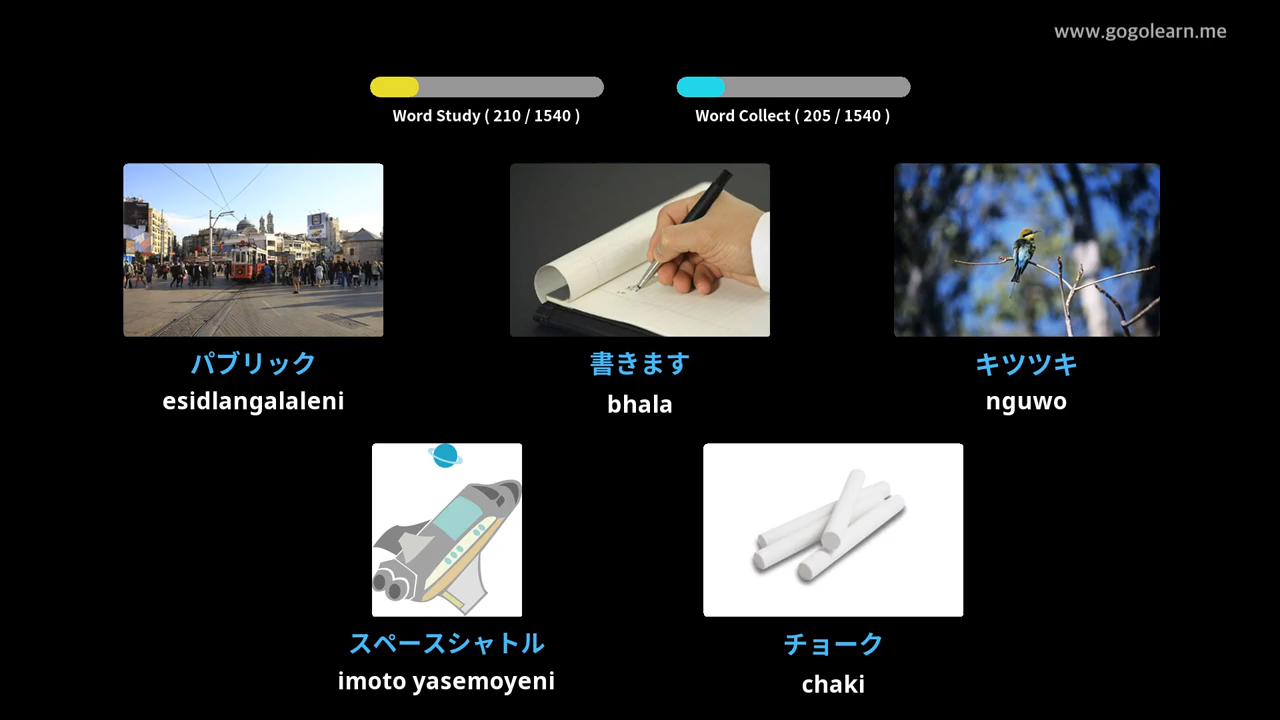 www.gogolearn.me
Word Study ( 210 / 1540 )
Word Collect ( 205 / 1540 )
パブリック
書きます
キツツキ
esidlangalaleni
bhala
nguwo
スペースシャトル
チョーク
imoto yasemoyeni
chaki